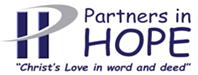 Partners in
HOPE
"Christ's Love in word and deed"